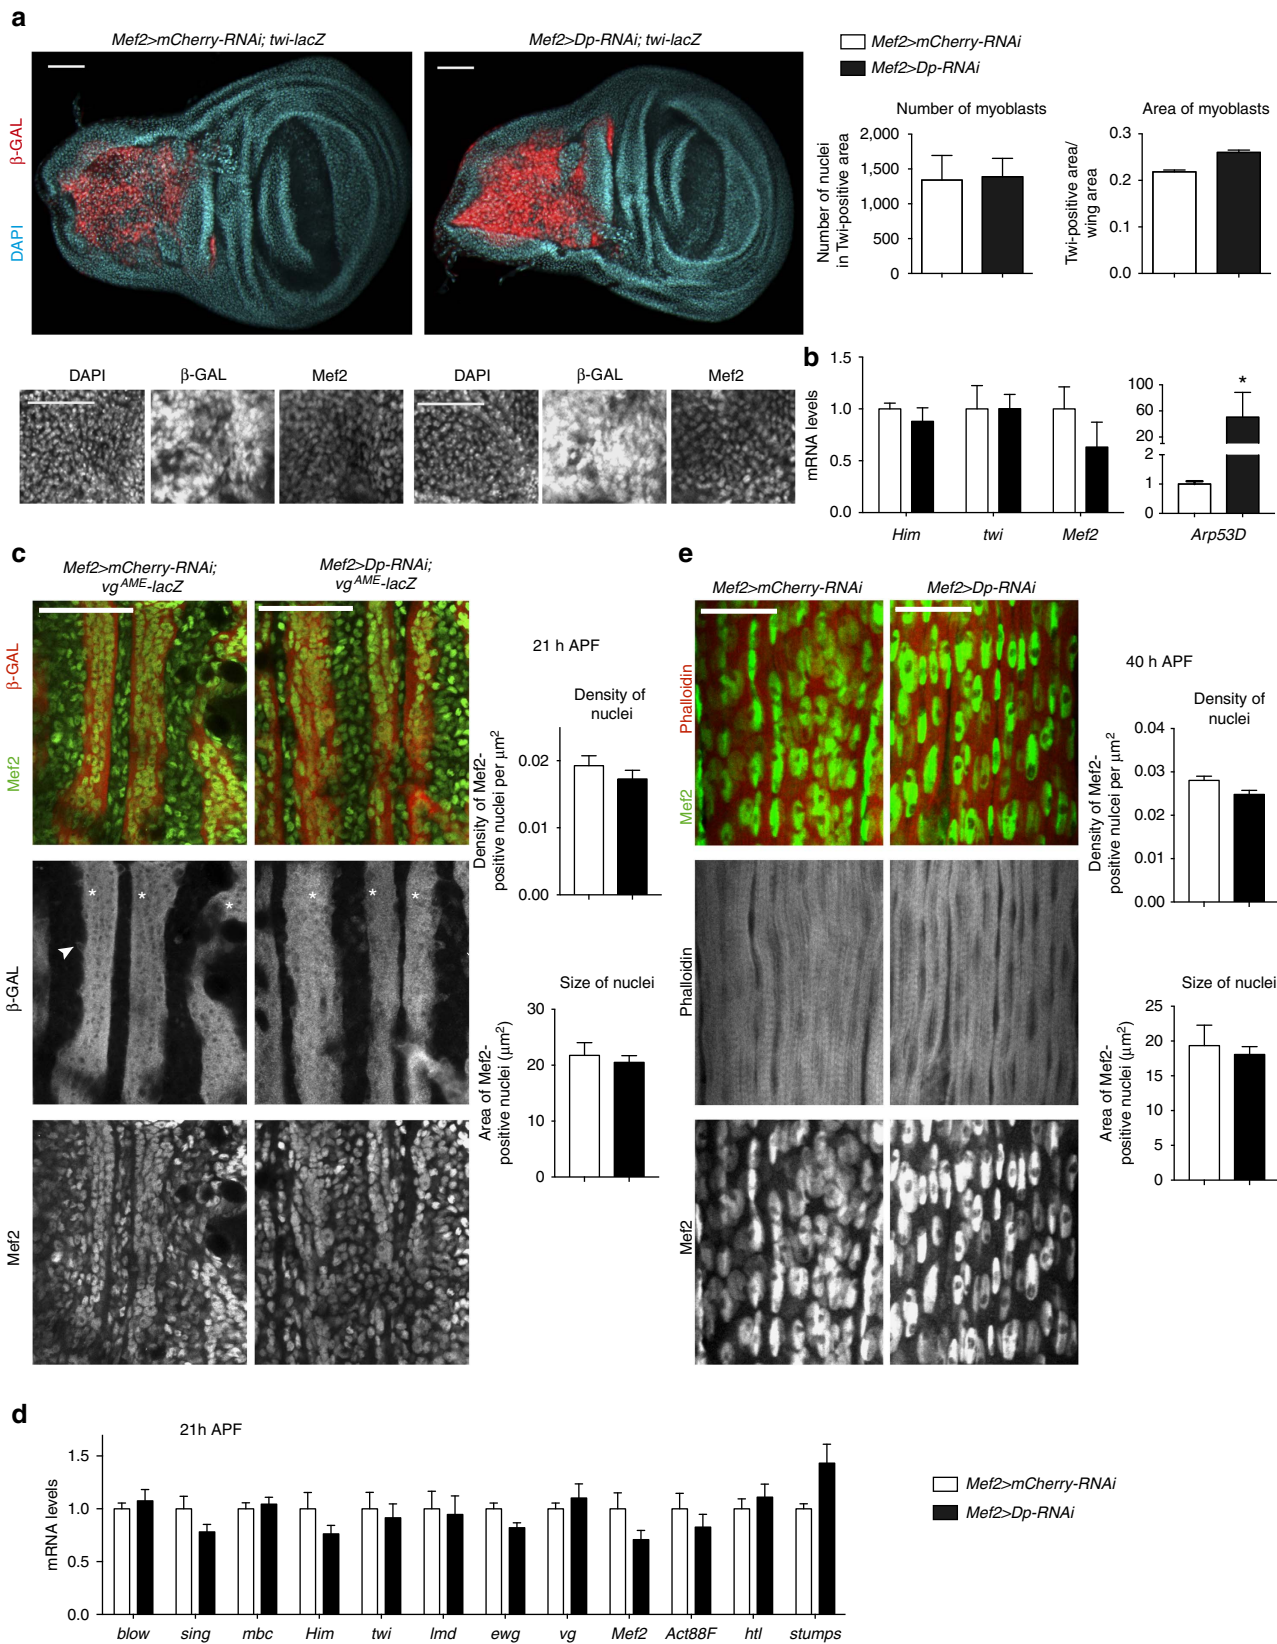 a
Mef2>mCherry-RNAi; twi-lacZ
Mef2>Dp-RNAi; twi-lacZ
β-GAL
DAPI
Mef2>mCherry-RNAi
Mef2>Dp-RNAi
Number of myoblasts
Number of nuclei
in Twi-positive area
2,000
1,500
1,000
500
0
Area of myoblasts
Twi-positive area/
wing area
0.3
0.2
0.1
0.0
DAPI
β-GAL
Mef2
DAPI
β-GAL
Mef2
b
mRNA levels
1.5
1.0
0.5
0.0
Him
twi
Mef2
100
60
20
2
1
0
*
Arp53D
c
Mef2>mCherry-RNAi;
vgAME-lacZ
Mef2>Dp-RNAi;
vgAME-lacZ
β-GAL
Mef2
β-GAL
* * *
* * *
Mef2
21 h APF
Density of
nuclei
Density of Mef2-
positive nuclei per μm2
0.02
0.01
0.00
Size of nuclei
Area of Mef2-
positive nuclei (μm2)
30
20
10
0
e
Mef2>mCherry-RNAi
Mef2>Dp-RNAi
Phalloidin
Mef2
Phalloidin
Mef2
40 h APF
Density of
nuclei
Density of Mef2-
positive nulcei per μm2
0.04
0.03
0.02
0.01
0.00
Size of nuclei
Area of Mef2-
positive nuclei (μm2)
25
20
15
10
5
0
d
21h APF
mRNA levels
1.5
1.0
0.5
0.0
blow
sing
mbc
Him
twi
lmd
ewg
vg
Mef2
Act88F
htl
stumps
Mef2>mCherry-RNAi
Mef2>Dp-RNAi